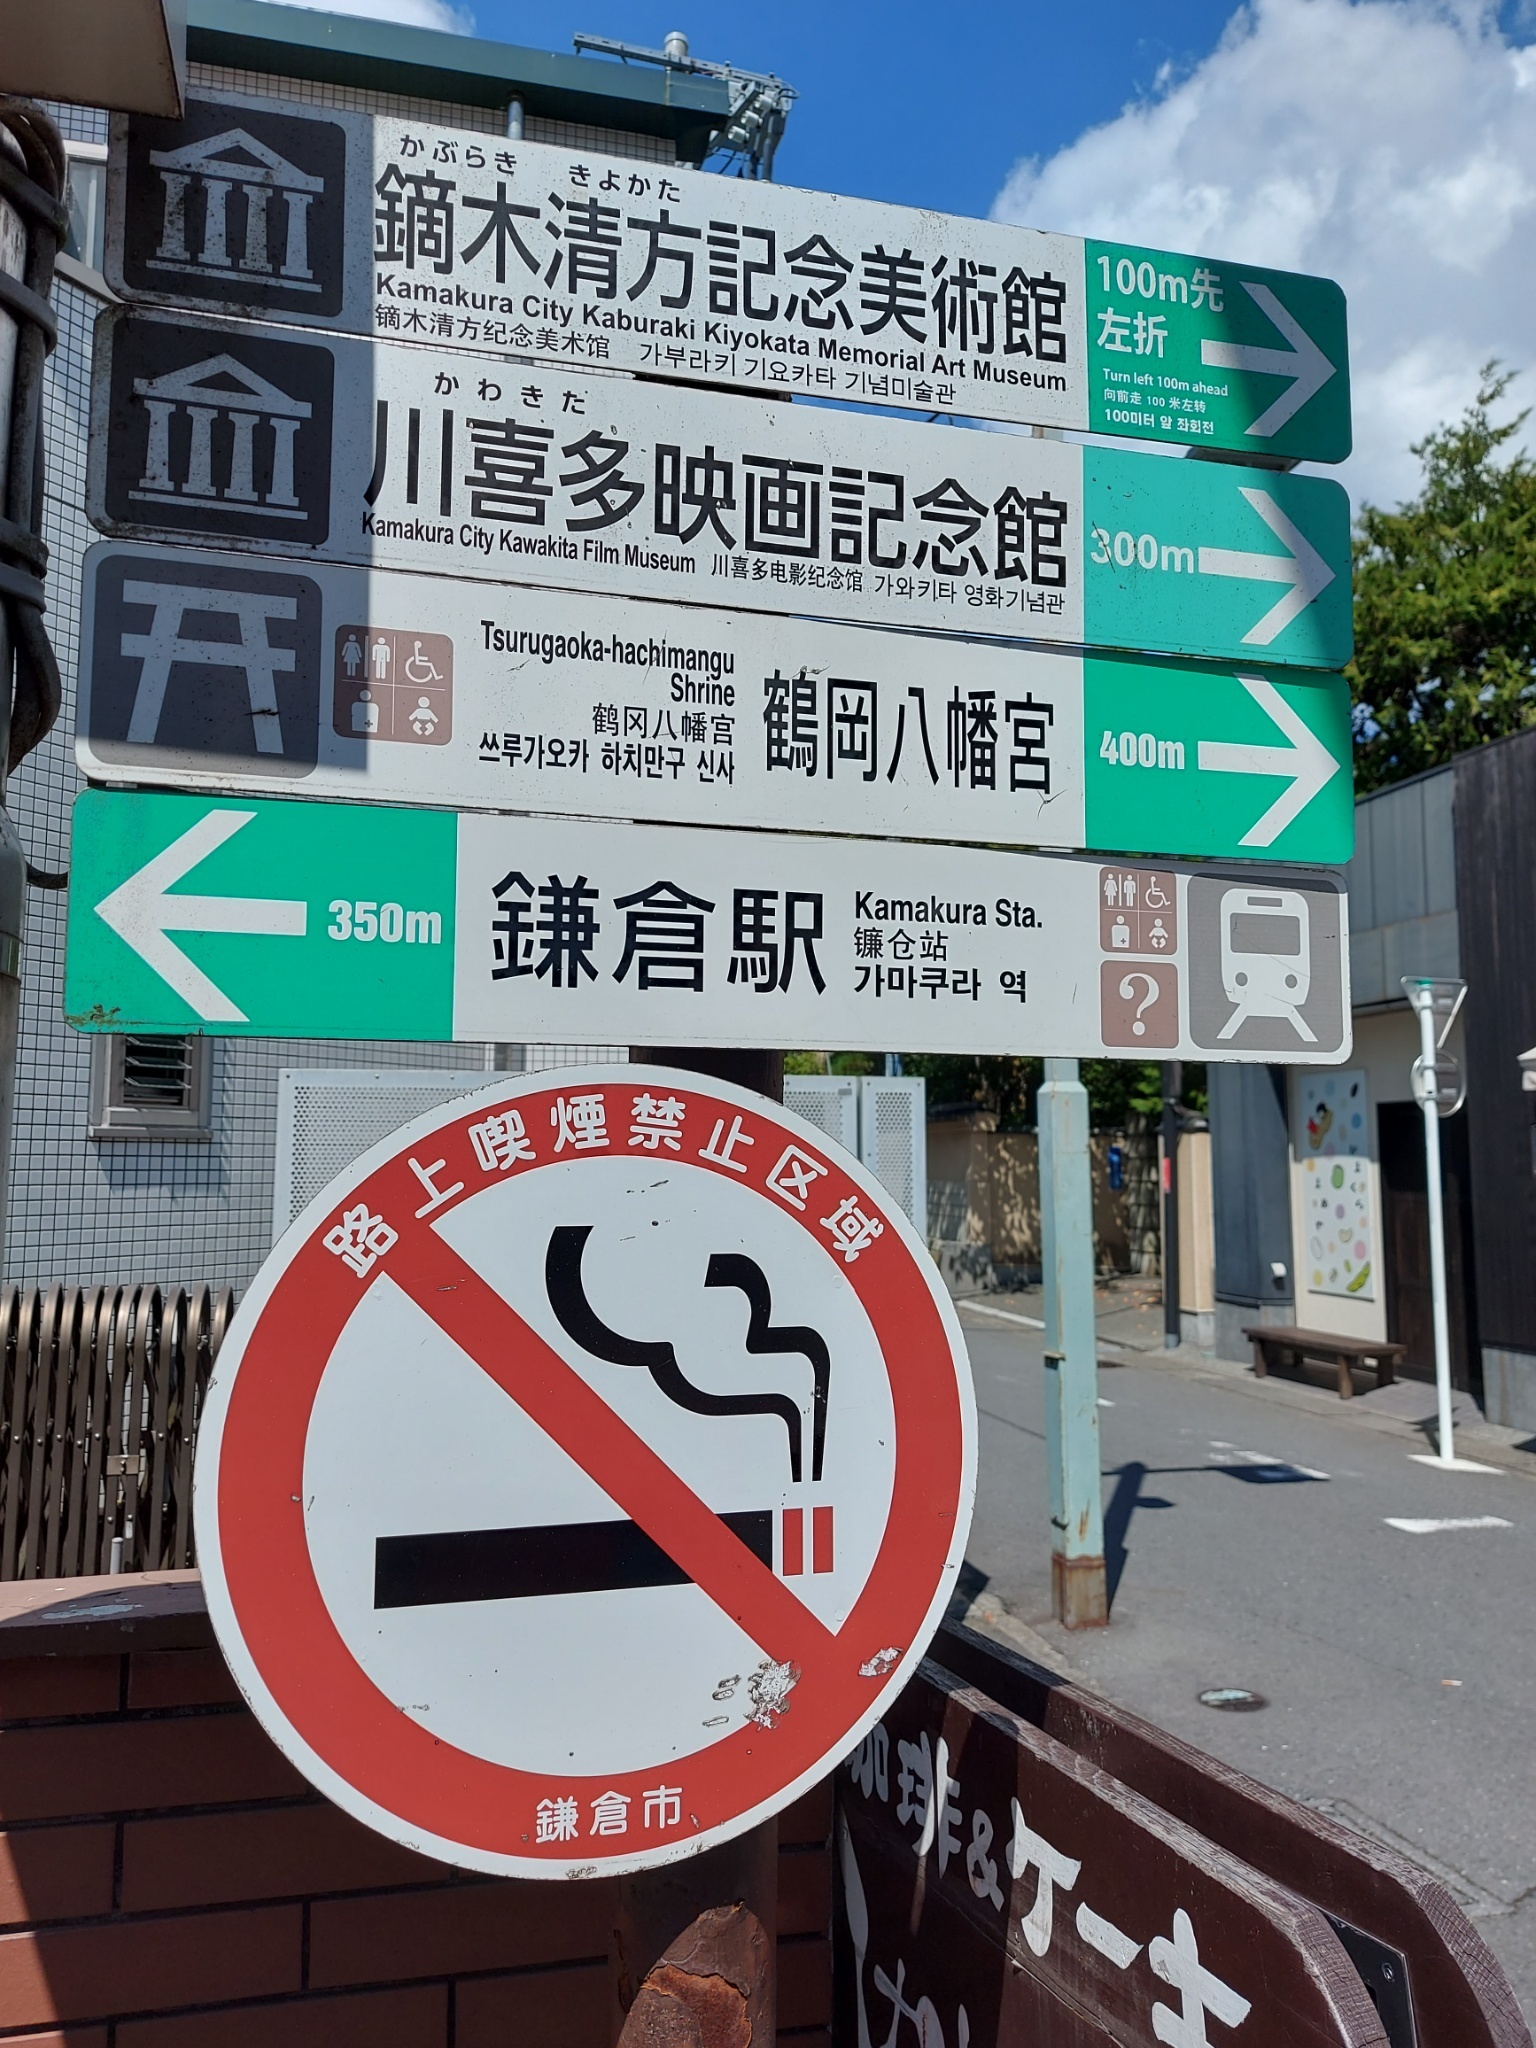 かぶらき きよかた
鏑木清方記念美術館
Kamakura City Kaburaki Kiyokata Memorial Art Museum
镝木清方纪念美术馆 가부라키 기요카타 기념미술관
100m先
左折
Turn left 100m ahead
向前走 100 米左转
100미터 앞 좌회전
かわきた
川喜多映画記念館
Kamakura City Kawakita Film Museum 川喜多电影纪念馆 가와키타 영화기념관
300m
Tsurugaoka-hachimangu
Shrine
鹤冈八幡宫
쓰루가오카 하치만구 신사
鶴岡八幡宮
400m
350m
鎌倉駅
Kamakura Sta.
镰仓站
가마쿠라 역
?
路上喫煙禁止区域
鎌倉市
珈琲&ケーキ